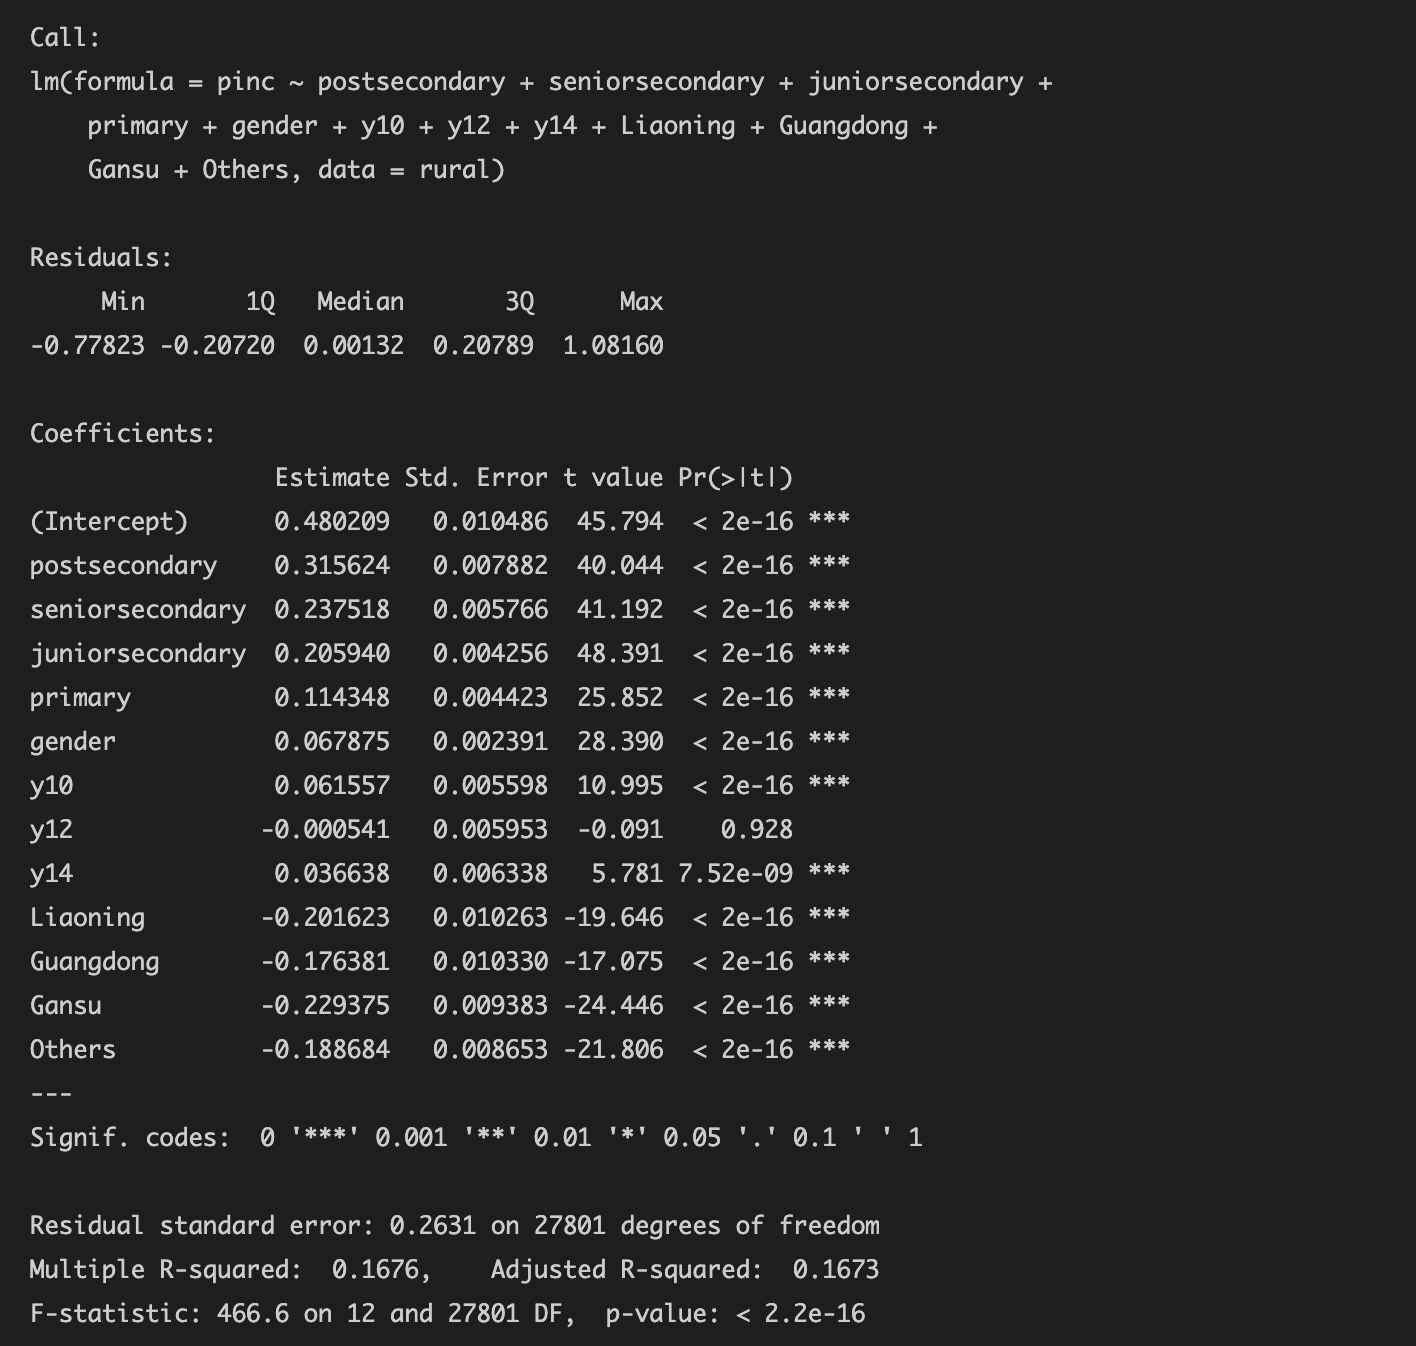 Call:
lm(formula = pinc ~ postsecondary + seniorsecondary + juniorsecondary +
    primary + gender + y10 + y12 + y14 + Liaoning + Guangdong +
    Gansu + Others, data = rural)

Residuals:
     Min       1Q   Median       3Q      Max
-0.77823 -0.20720  0.00132  0.20789  1.08160

Coefficients:
                 Estimate Std. Error t value Pr(>|t|)
(Intercept)      0.480209   0.010486  45.794  < 2e-16 ***
postsecondary    0.315624   0.007882  40.044  < 2e-16 ***
seniorsecondary  0.237518   0.005766  41.192  < 2e-16 ***
juniorsecondary  0.205940   0.004256  48.391  < 2e-16 ***
primary          0.114348   0.004423  25.852  < 2e-16 ***
gender           0.067875   0.002391  28.390  < 2e-16 ***
y10              0.061557   0.005598  10.995  < 2e-16 ***
y12             -0.000541   0.005953  -0.091    0.928
y14              0.036638   0.006338   5.781 7.52e-09 ***
Liaoning        -0.201623   0.010263 -19.646  < 2e-16 ***
Guangdong       -0.176381   0.010330 -17.075  < 2e-16 ***
Gansu           -0.229375   0.009383 -24.446  < 2e-16 ***
Others          -0.188684   0.008653 -21.806  < 2e-16 ***
---
Signif. codes:  0 '***' 0.001 '**' 0.01 '*' 0.05 '.' 0.1 ' ' 1

Residual standard error: 0.2631 on 27801 degrees of freedom
Multiple R-squared:  0.1676,    Adjusted R-squared:  0.1673
F-statistic: 466.6 on 12 and 27801 DF,  p-value: < 2.2e-16